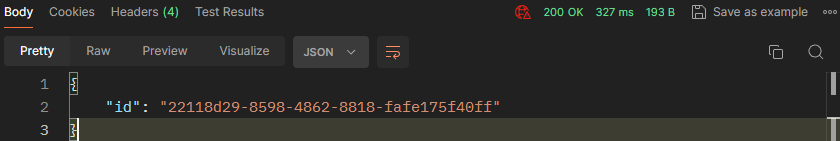 Body Cookies Headers (4) Test Results 200 OK 327 ms 193 B Save as example
Pretty Raw Preview Visualize JSON
1 {
2 "id": "22118d29-8598-4862-8818-fafe175f40ff"
3 }